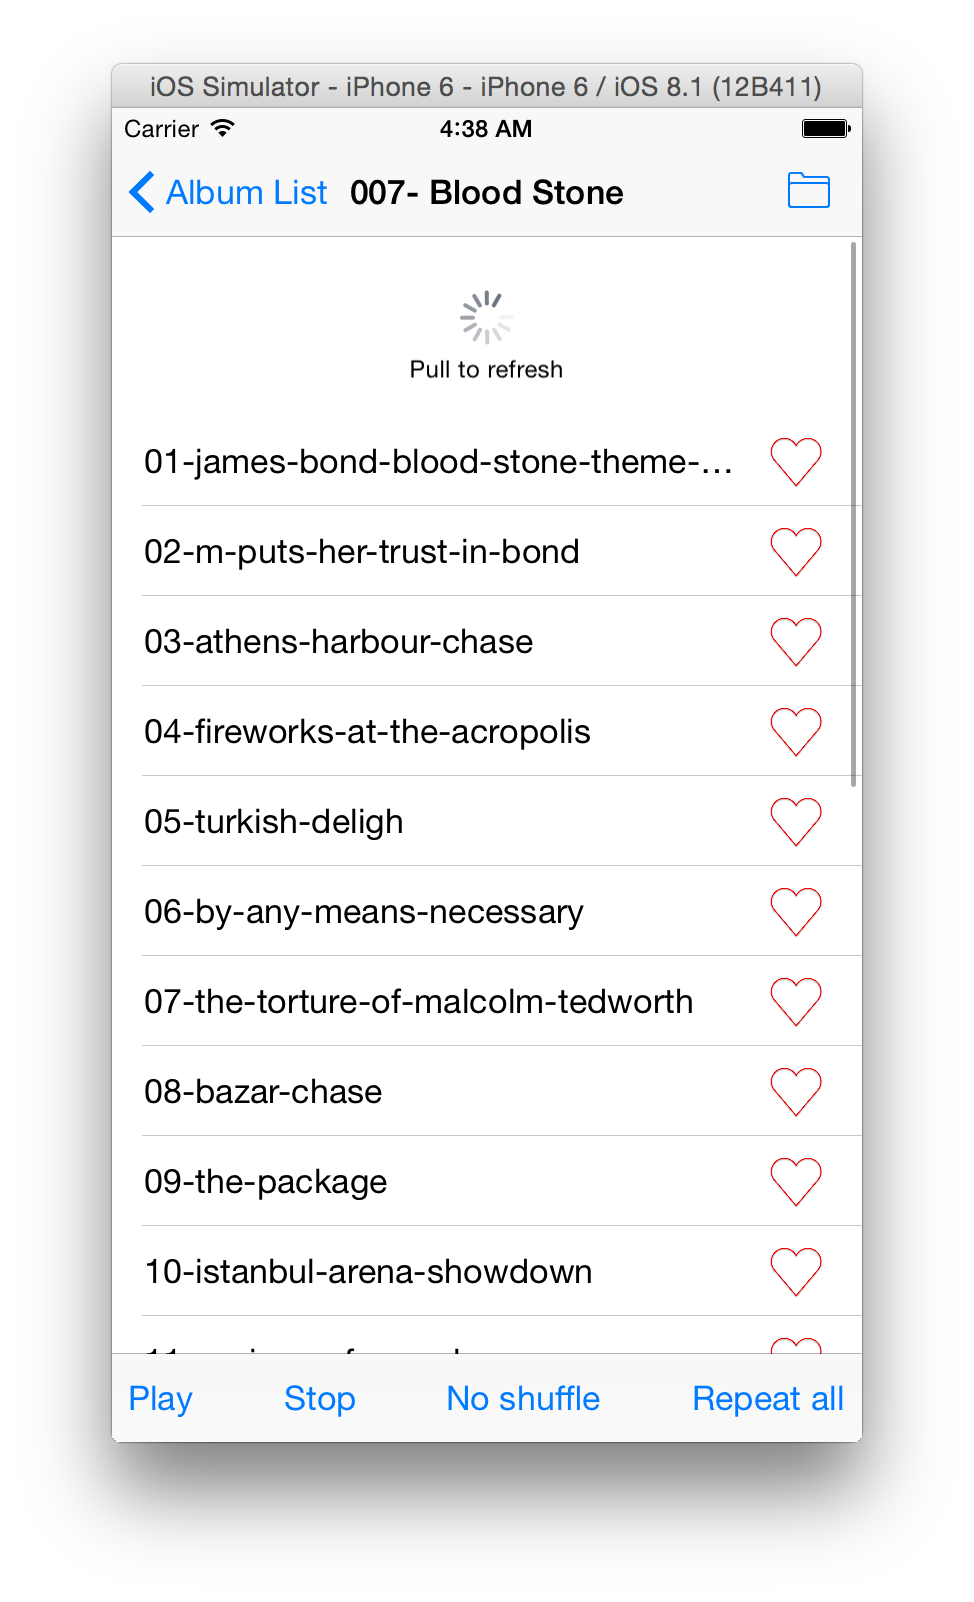 iOS Simulator - iPhone 6 - iPhone 6 / iOS 8.1 (12B411)
Carrier 4:38 AM
Album List 007- Blood Stone
Pull to refresh
01-james-bond-blood-stone-theme-...
02-m-puts-her-trust-in-bond
03-athens-harbour-chase
04-fireworks-at-the-acropolis
05-turkish-deligh
06-by-any-means-necessary
07-the-torture-of-malcolm-tedworth
08-bazar-chase
09-the-package
10-istanbul-arena-showdown
Play Stop No shuffle Repeat all